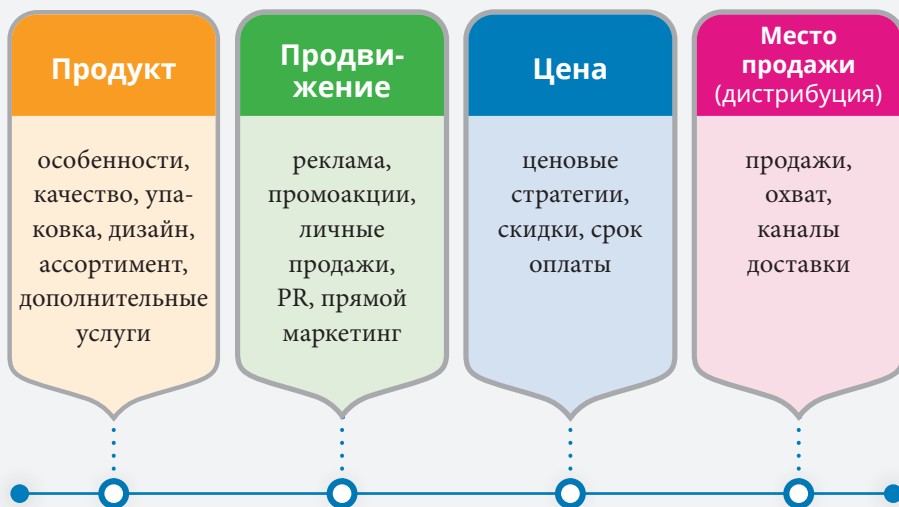 Продукт
особенности,
качество, упа-
ковка, дизайн,
ассортимент,
дополнительные
услуги
Продви-
жение
реклама,
промоакции,
личные
продажи,
PR, прямой
маркетинг
Цена
ценовые
стратегии,
скидки, срок
оплаты
Место
продажи
(дистрибуция)
продажи,
охват,
каналы
доставки